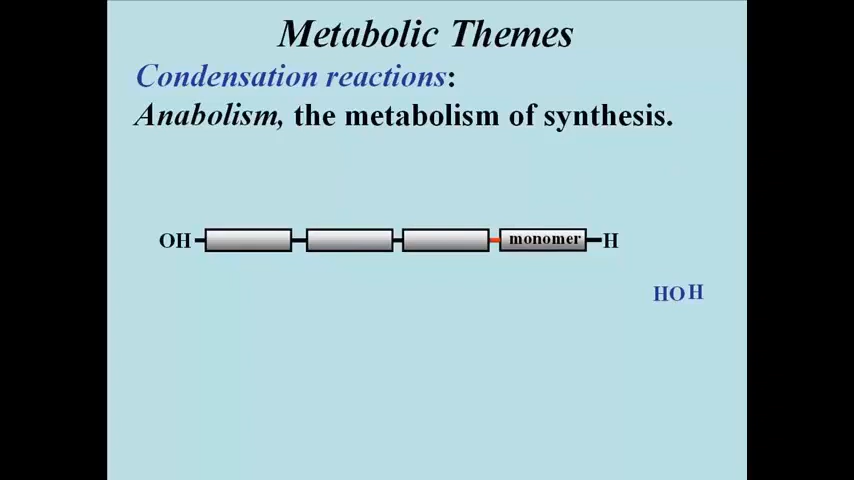 Metabolic Themes
Condensation reactions:
Anabolism, the metabolism of synthesis.
OH monomer H
HOH